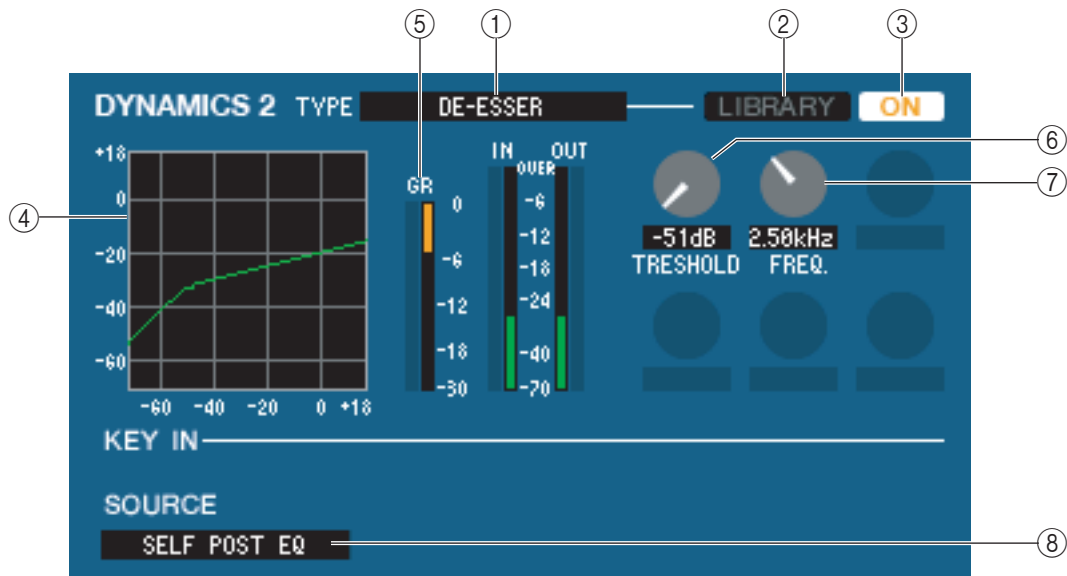 ⑤ ① ② ③
DYNAMICS 2 TYPE DE-ESSER LIBRARY ON
+18
0
-20
-40
-60
-60 -40 -20 0 +18
④
GR
0
-6
-12
-18
-30
IN OUT
OVER
-6
-12
-18
-24
-40
-70
-51dB 2.50kHz
TRESHOLD FREQ.
⑥
⑦
KEY IN
SOURCE
SELF POST EQ
⑧